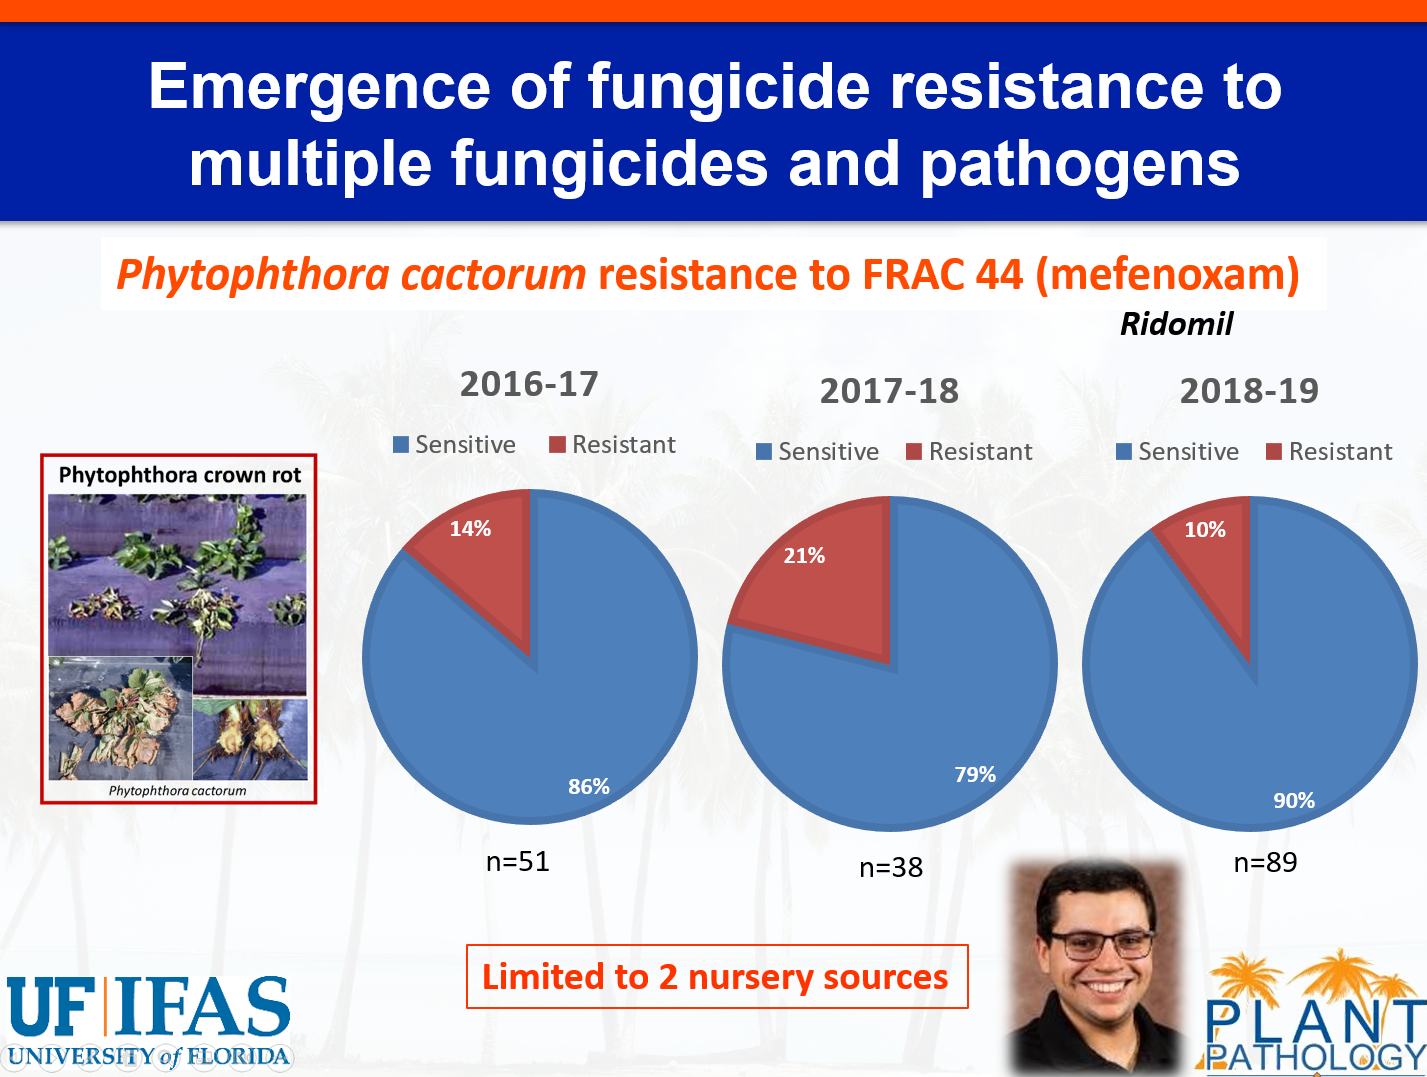 Emergence of fungicide resistance to
multiple fungicides and pathogens
Phytophthora cactorum resistance to FRAC 44 (mefenoxam)
Ridomil
Phytophthora crown rot
Phytophthora cactorum
2016-17
Sensitive Resistant
14%
86%
n=51
2017-18
Sensitive Resistant
21%
79%
n=38
2018-19
Sensitive Resistant
10%
90%
n=89
Limited to 2 nursery sources
UF|IFAS
UNIVERSITY of FLORIDA
PLANT
PATHOLOGY